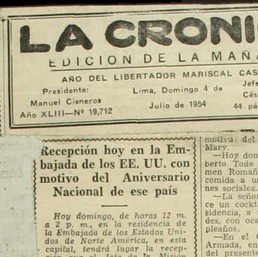 LA CRONI
EDICION DE LA MAÑA
AÑO DEL LIBERTADOR MARISCAL CAS
Presidente:
Manuel Cisneros
Año XLIII—Nº 19,712
Lima, Domingo 4 de
Julio de 1954
Jefe
Cés
44 pá
Recepción hoy en la Em-
bajada de los EE. UU. con
motivo del Aniversario
Nacional de ese país
Hoy domingo, de horas 12 m.
a 2 p.m., en la residencia de
la Embajada de los Estados Unidos
de Norte América, en esta
capital, tendrá lugar la recep-
motivo del
Mary.
—Hoy dom
berto Tode
men Román
comida a un
nes sociales.
—La señor
ce un cockt
sidencia, a
dos, con oca
pleaños.
—En el C
Armada, en